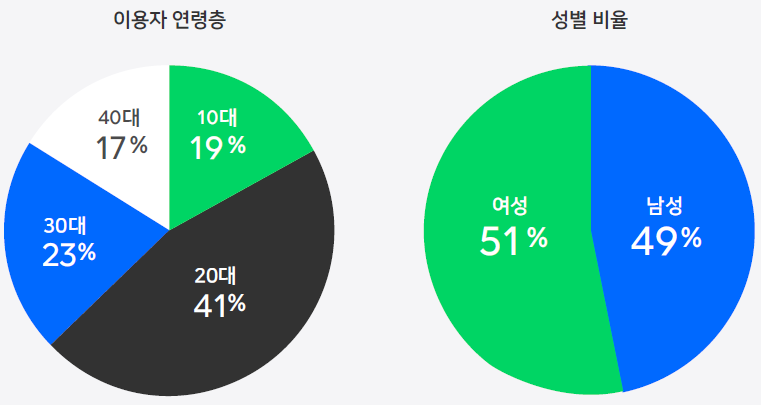 이용자 연령층
40대
17%
10대
19%
30대
23%
20대
41%
성별 비율
여성
51%
남성
49%